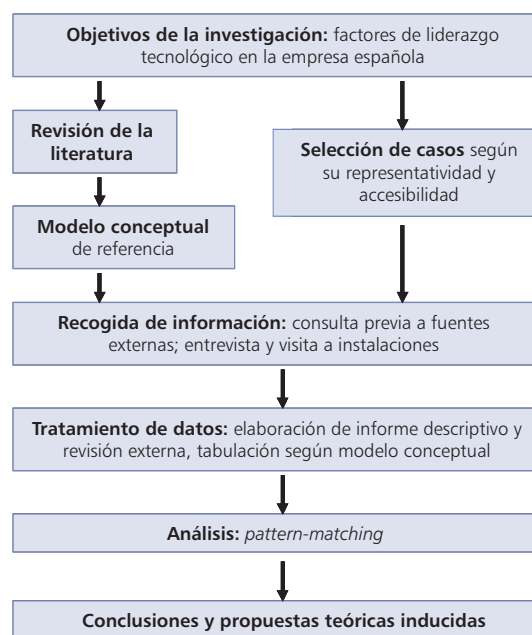 Objetivos de la investigación: factores de liderazgo
tecnológico en la empresa española
Revisión de la
literatura
Selección de casos según
su representatividad y
accesibilidad
Modelo conceptual
de referencia
Recogida de información: consulta previa a fuentes
externas; entrevista y visita a instalaciones
Tratamiento de datos: elaboración de informe descriptivo y
revisión externa, tabulación según modelo conceptual
Análisis: pattern-matching
Conclusiones y propuestas teóricas inducidas